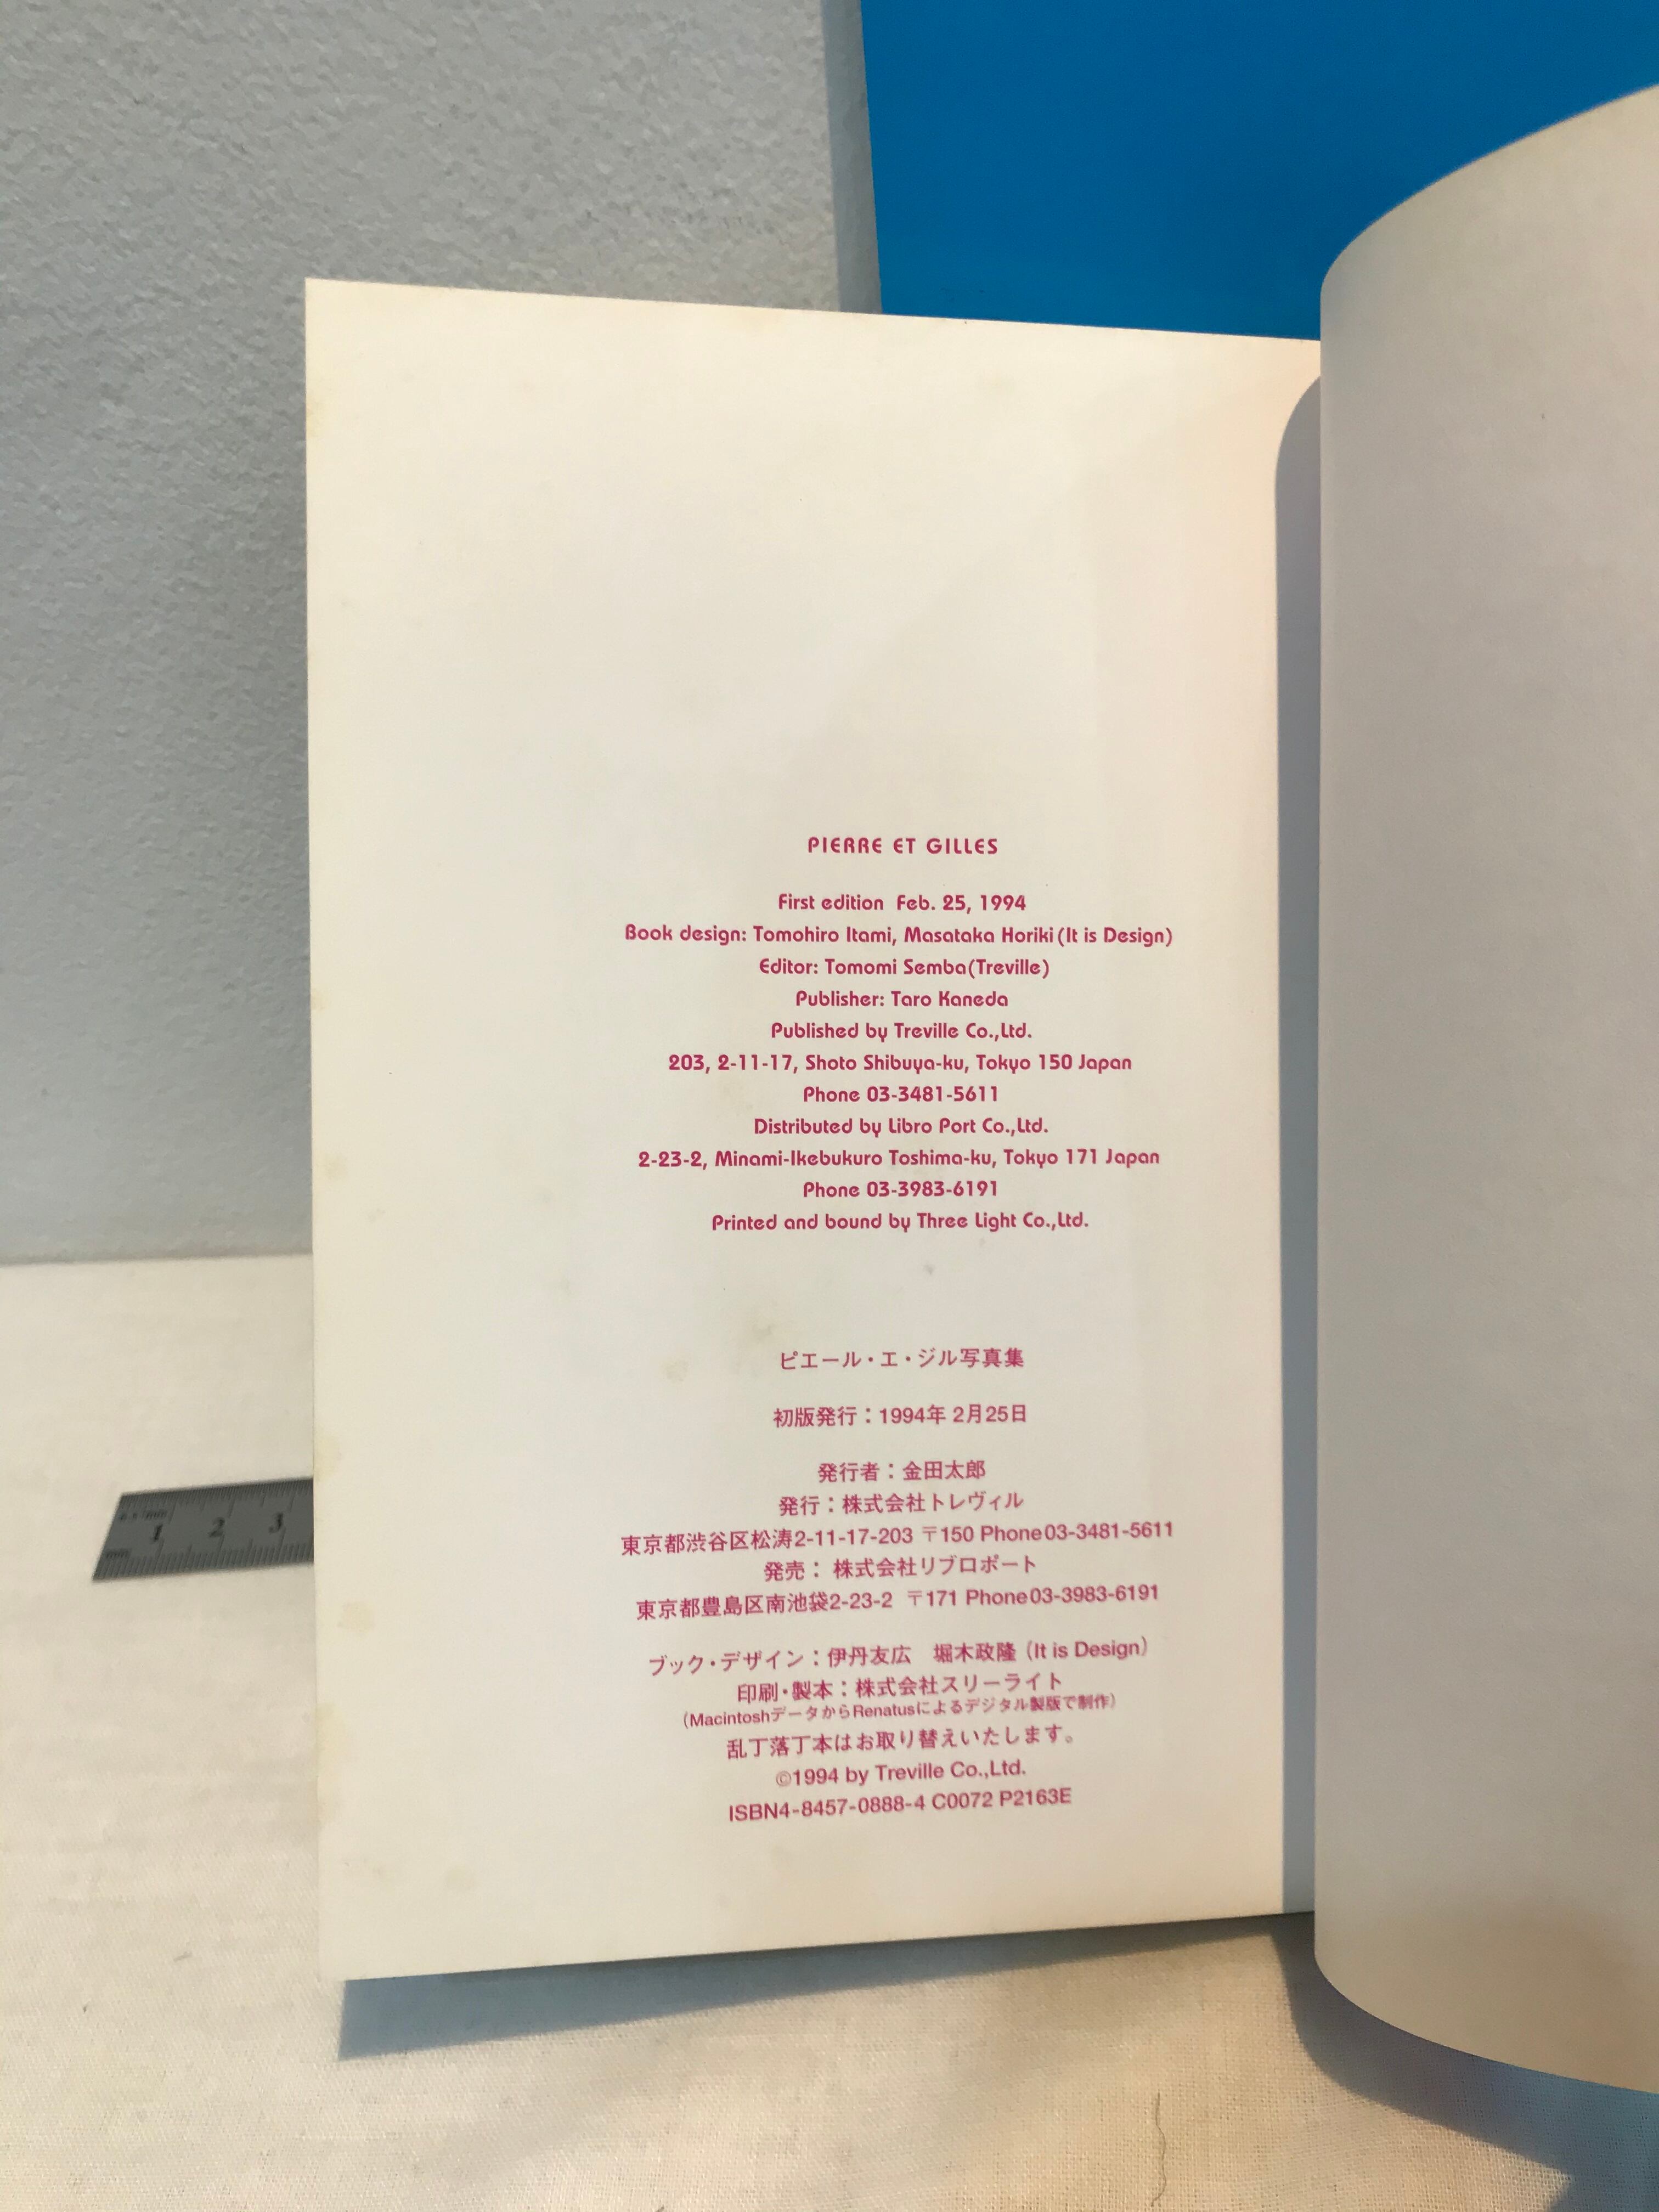 PIERRE ET GILLES
First edition Feb. 25, 1994
Book design: Tomohiro Itami, Masataka Horiki (It is Design)
Editor: Tomomi Semba(Treville)
Publisher: Taro Kaneda
Published by Treville Co.,Ltd.
203, 2-11-17, Shoto Shibuya-ku, Tokyo 150 Japan
Phone 03-3481-5611
Distributed by Libro Port Co.,Ltd.
2-23-2, Minami-Ikebukuro Toshima-ku, Tokyo 171 Japan
Phone 03-3983-6191
Printed and bound by Three Light Co.,Ltd.
ピエール・エ・ジル写真集
初版発行：1994年 2月25日
発行者：金田太郎
発行：株式会社トレヴィル
東京都渋谷区松涛2-11-17-203 〒150 Phone03-3481-5611
発売： 株式会社リブロポート
東京都豊島区南池袋2-23-2 〒171 Phone03-3983-6191
ブック・デザイン：伊丹友広　堀木政隆（It is Design）
印刷・製本：株式会社スリーライト
（MacintoshデータからRenatusによるデジタル製版で制作）
乱丁落丁本はお取り替えいたします。
©1994 by Treville Co.,Ltd.
ISBN4-8457-0888-4 C0072 P2163E
1 2 3